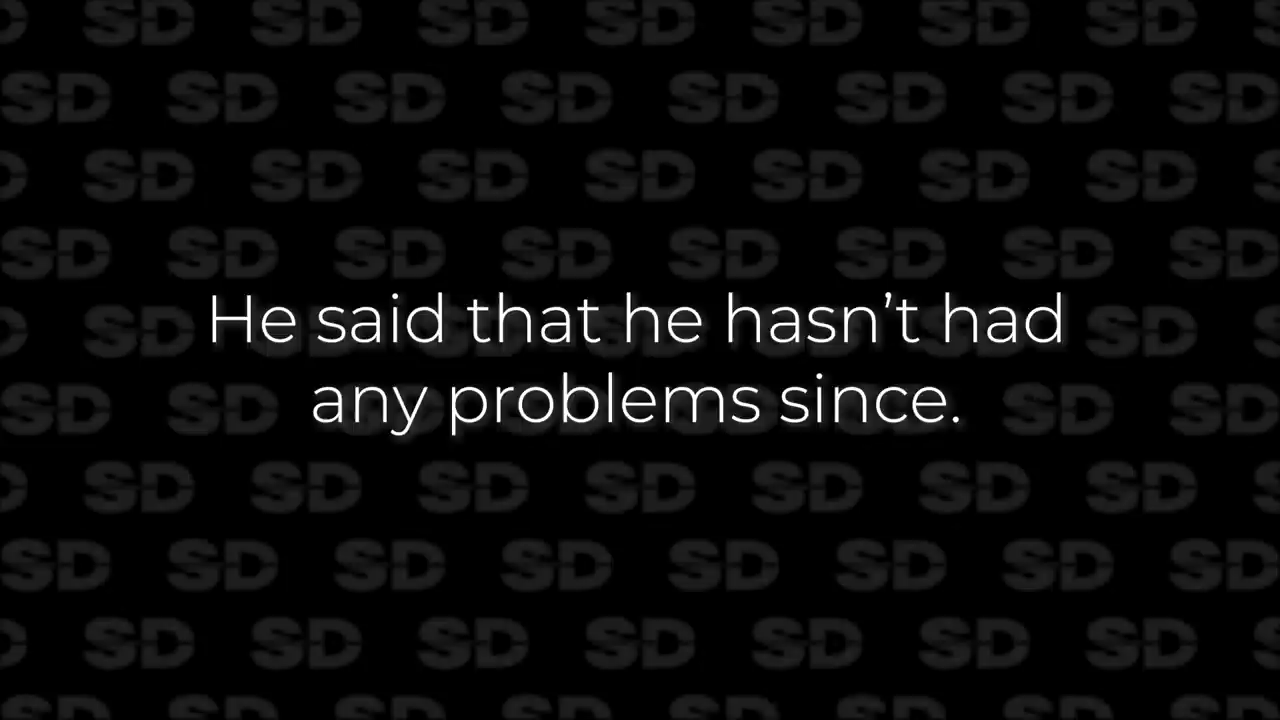 He said that he hasn’t had
any problems since.